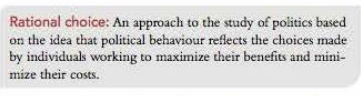 Rational choice: An approach to the study of politics based
on the idea that political behaviour reflects the choices made
by individuals working to maximize their benefits and mini-
mize their costs.